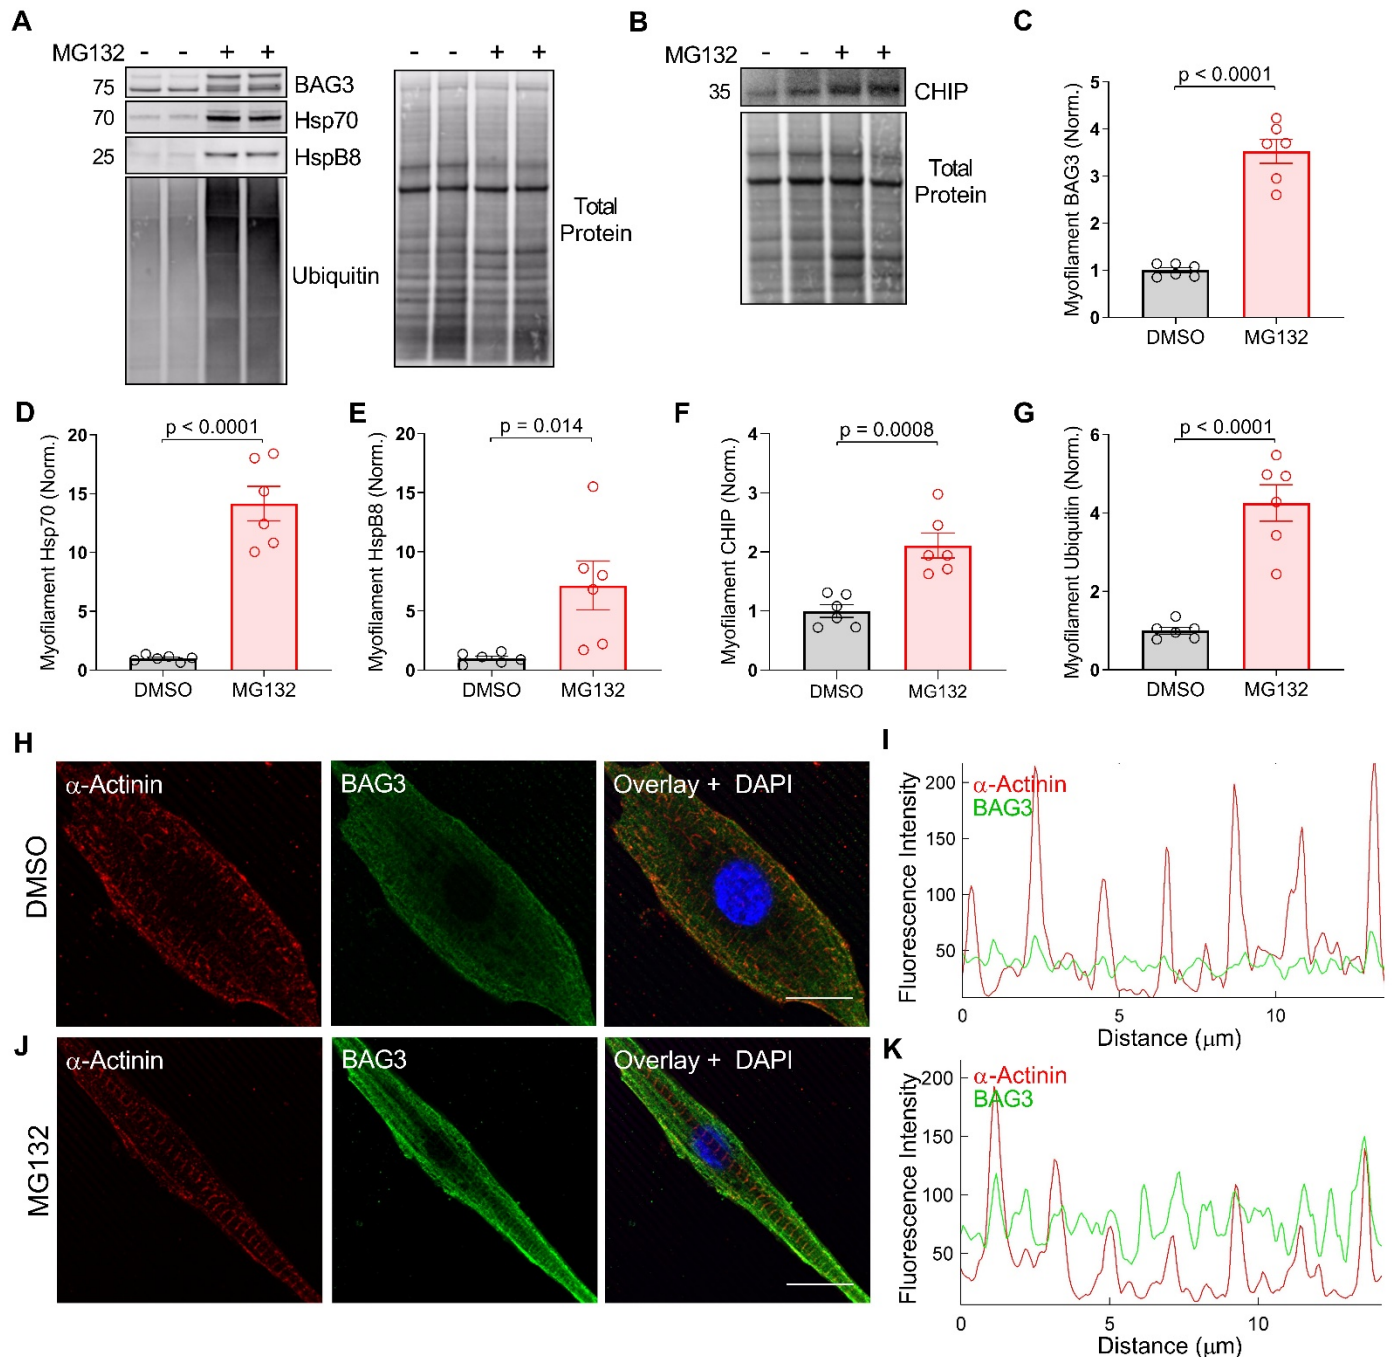 A
MG132 - - + +
75 BAG3
70 Hsp70
25 HspB8
Ubiquitin
- - + +
Total
Protein
B
MG132 - - + +
35 CHIP
Total
Protein
C
Myofilament BAG3 (Norm.)
p < 0.0001
5
4
3
2
1
0
DMSO MG132
D
Myofilament Hsp70 (Norm.)
p < 0.0001
20
15
10
5
0
DMSO MG132
E
Myofilament HspB8 (Norm.)
p = 0.014
20
15
10
5
0
DMSO MG132
F
Myofilament CHIP (Norm.)
p = 0.0008
4
3
2
1
0
DMSO MG132
G
Myofilament Ubiquitin (Norm.)
p < 0.0001
6
4
2
0
DMSO MG132
H
DMSO
α-Actinin
BAG3
Overlay + DAPI
I
Fluorescence Intensity
α-Actinin
BAG3
200
150
100
50
0 5 10
Distance (μm)
J
MG132
α-Actinin
BAG3
Overlay + DAPI
K
Fluorescence Intensity
α-Actinin
BAG3
200
150
100
50
0 5 10
Distance (μm)